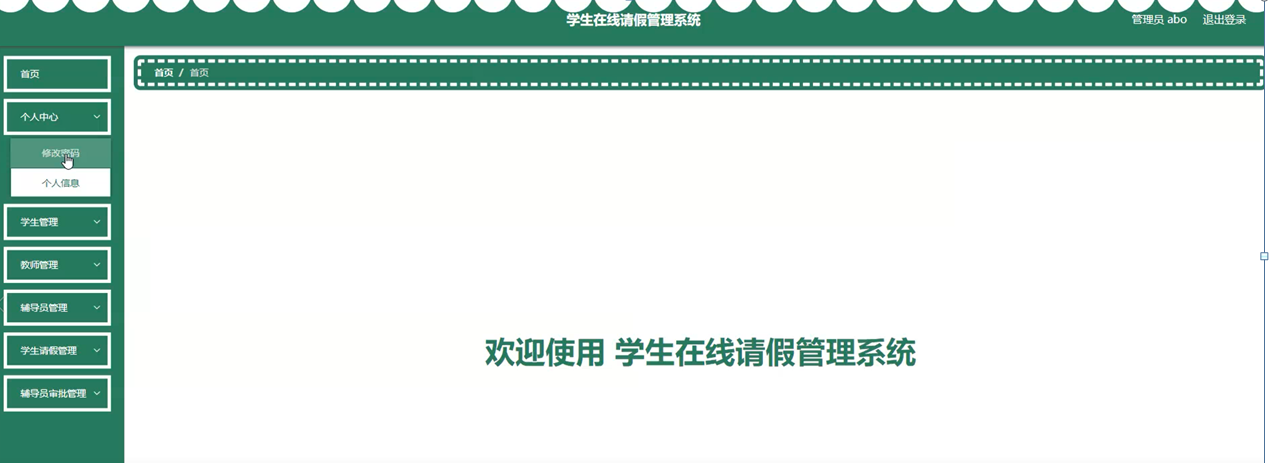 学生在线请假管理系统
管理员 abo
退出登录
首页
首页 / 首页
个人中心
修改密码
个人信息
学生管理
教师管理
辅导员管理
学生请假管理
辅导员审批管理
欢迎使用 学生在线请假管理系统